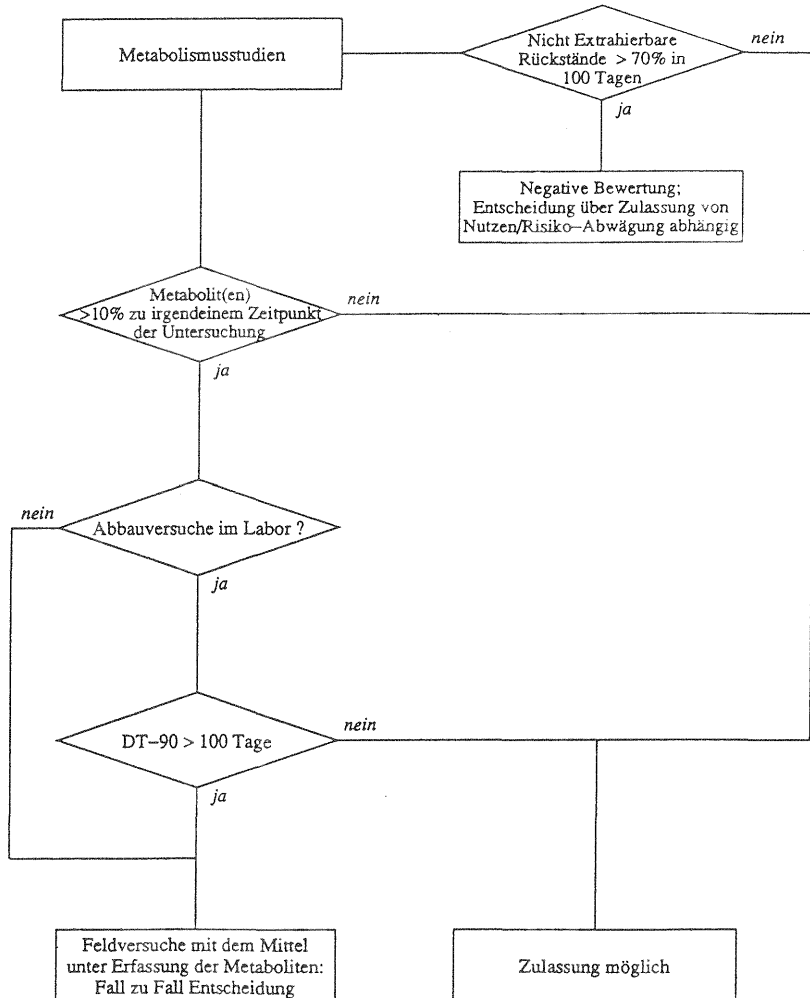 Metabolismusstudien
Nicht Extrahierbare
Rückstände > 70% in
100 Tagen
nein
ja
Negative Bewertung;
Entscheidung über Zulassung von
Nutzen/Risiko-Abwägung abhängig
Metabolit(en)
>10% zu irgendeinem Zeitpunkt
der Untersuchung
nein
ja
nein
Abbauversuche im Labor ?
ja
DT-90 > 100 Tage
nein
ja
Feldversuche mit dem Mittel
unter Erfassung der Metaboliten:
Fall zu Fall Entscheidung
Zulassung möglich